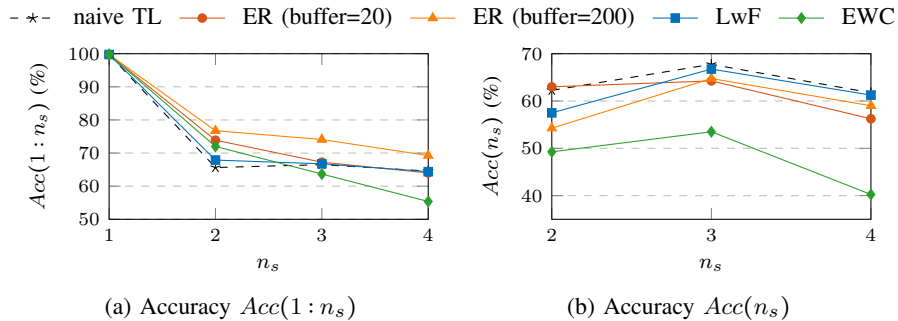 naive TL ER (buffer=20) ER (buffer=200) LwF EWC
100
90
80
70
60
50
1 2 3 4
Acc(1 : n_s) (%)
n_s
(a) Accuracy Acc(1 : n_s)
70
60
50
40
2 3 4
Acc(n_s) (%)
n_s
(b) Accuracy Acc(n_s)